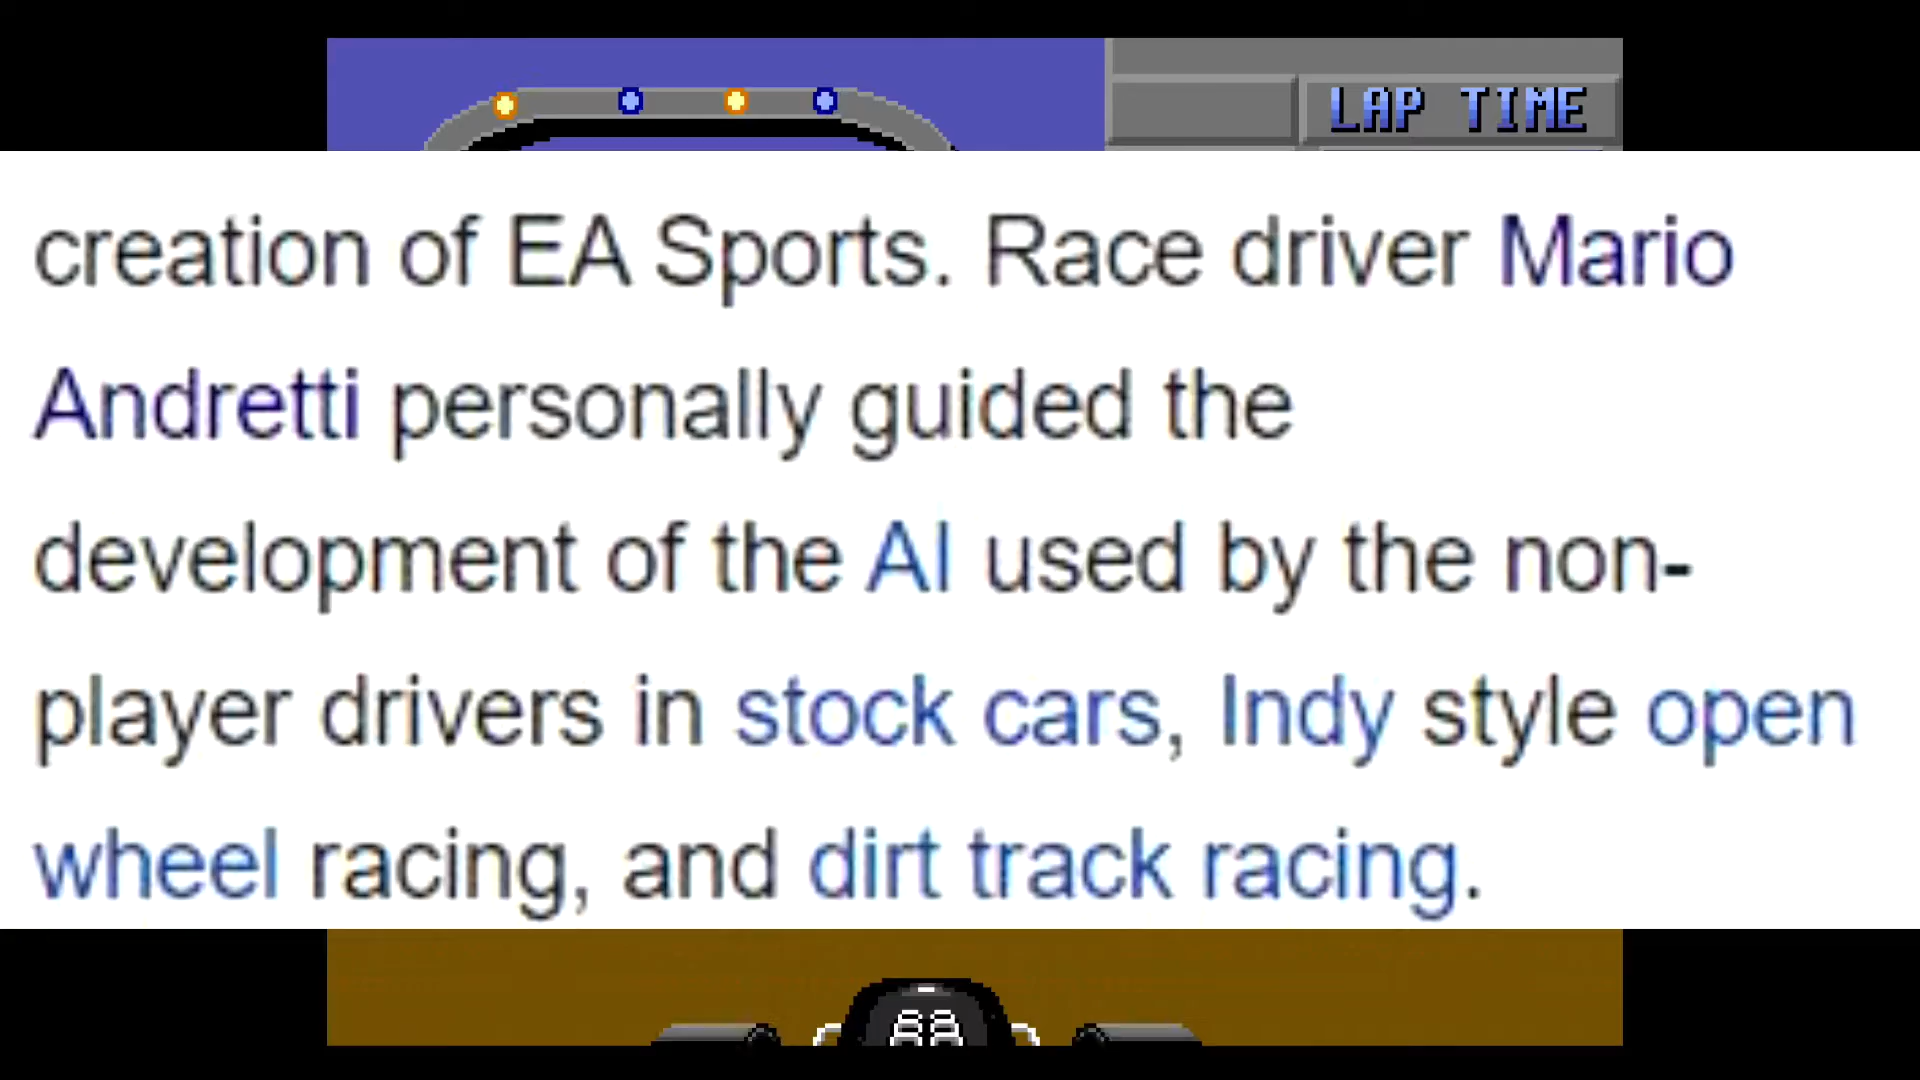 LAP TIME
creation of EA Sports. Race driver Mario
Andretti personally guided the
development of the AI used by the non-
player drivers in stock cars, Indy style open
wheel racing, and dirt track racing.